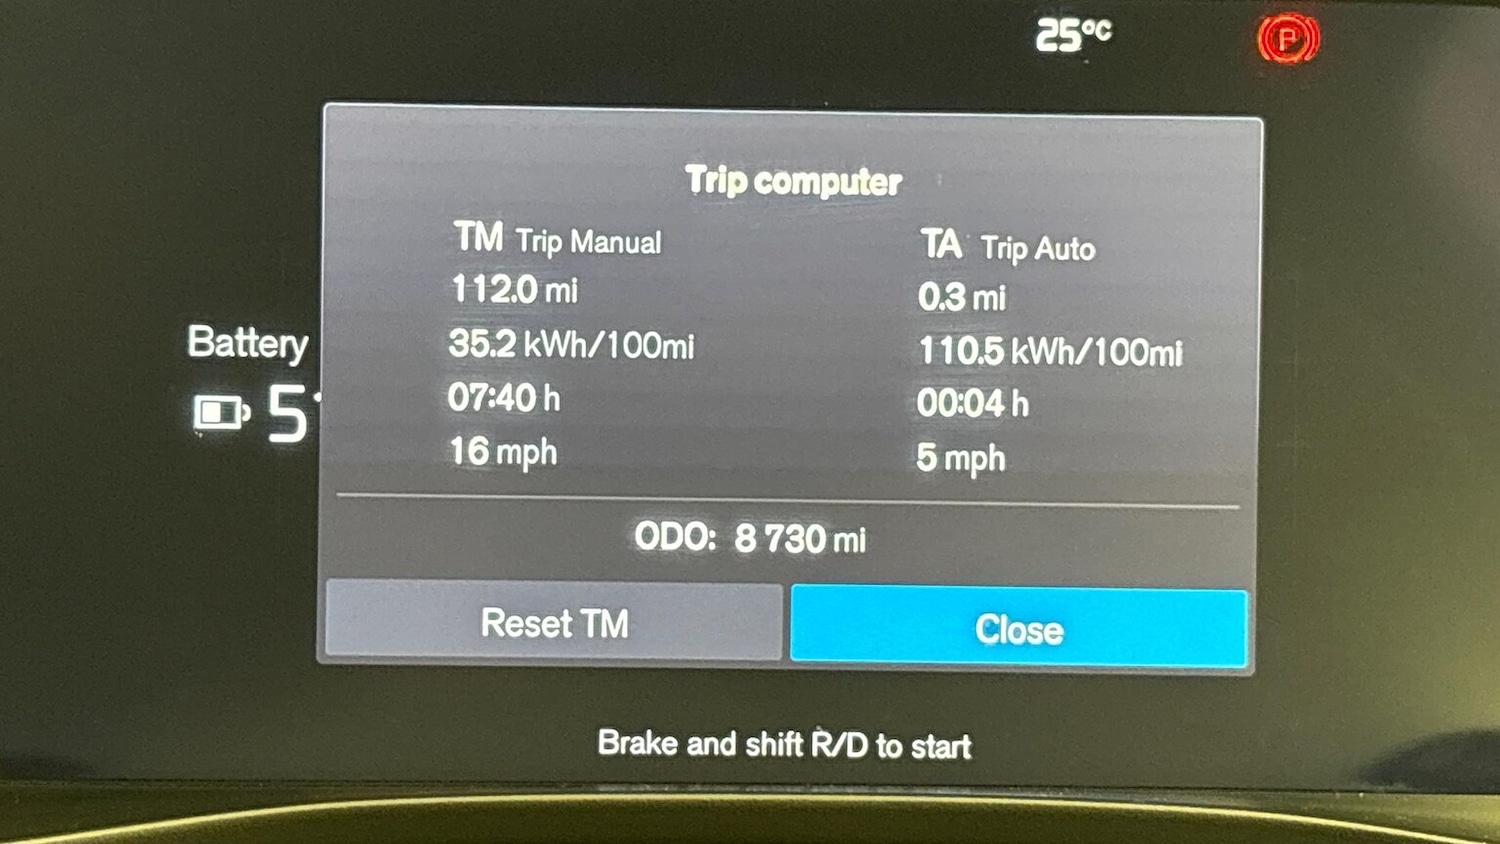 25°C
P
Trip computer
TM Trip Manual
112.0 mi
35.2 kWh/100mi
07:40 h
16 mph
TA Trip Auto
0.3 mi
110.5 kWh/100mi
00:04 h
5 mph
Battery
ODO: 8 730 mi
Reset TM
Close
Brake and shift R/D to start